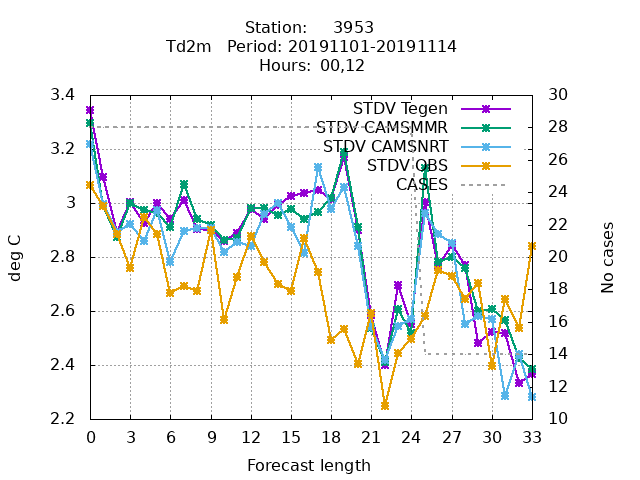 Station: 3953
Td2m Period: 20191101-20191114
Hours: 00,12
3.4
3.2
3
2.8
2.6
2.4
2.2
30
28
26
24
22
20
18
16
14
12
10
STDV Tegen
STDV CAMSMMR
STDV CAMSNRT
STDV OBS
CASES
deg C
No cases
0 3 6 9 12 15 18 21 24 27 30 33
Forecast length